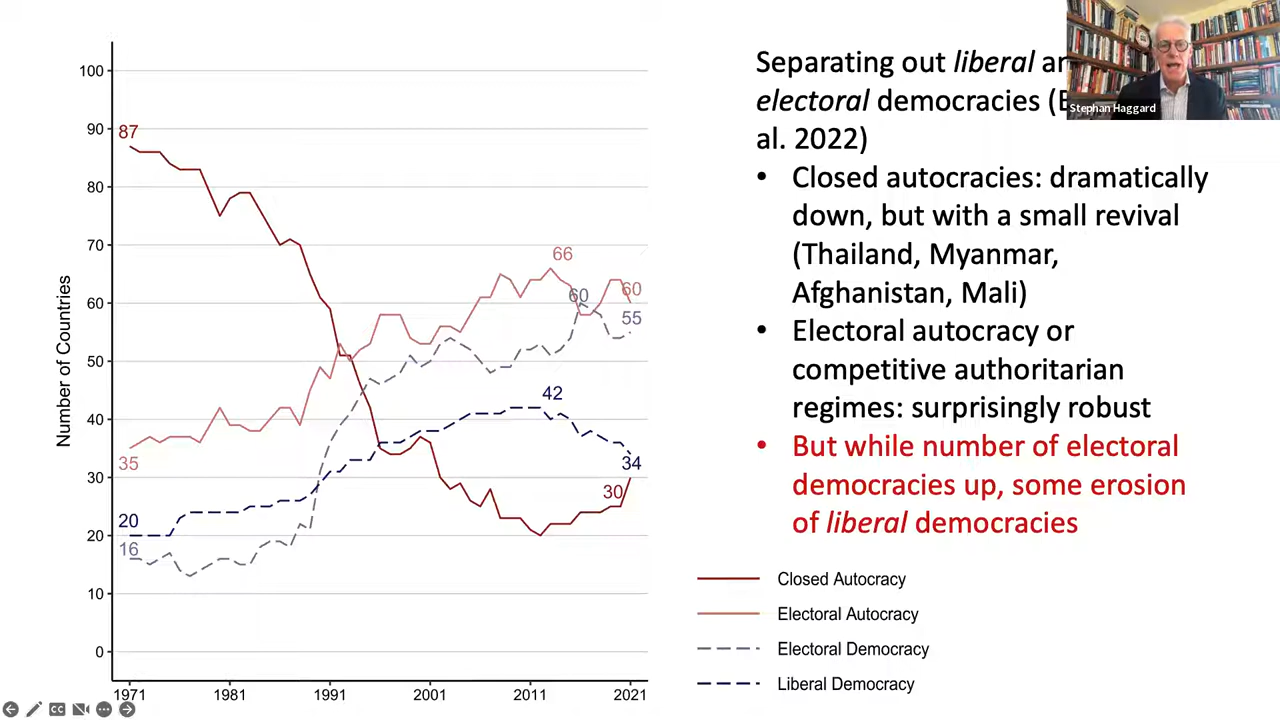 100
90
80
70
60
50
40
30
20
10
0
Number of Countries
1971
1981
1991
2001
2011
2021
87
35
20
16
66
60
60
55
42
34
30
Separating out liberal
electoral democracies
al. 2022)
• Closed autocracies: dramatically
down, but with a small revival
(Thailand, Myanmar,
Afghanistan, Mali)
• Electoral autocracy or
competitive authoritarian
regimes: surprisingly robust
• But while number of electoral
democracies up, some erosion
of liberal democracies
Closed Autocracy
Electoral Autocracy
Electoral Democracy
Liberal Democracy
Stephan Haggard
CC